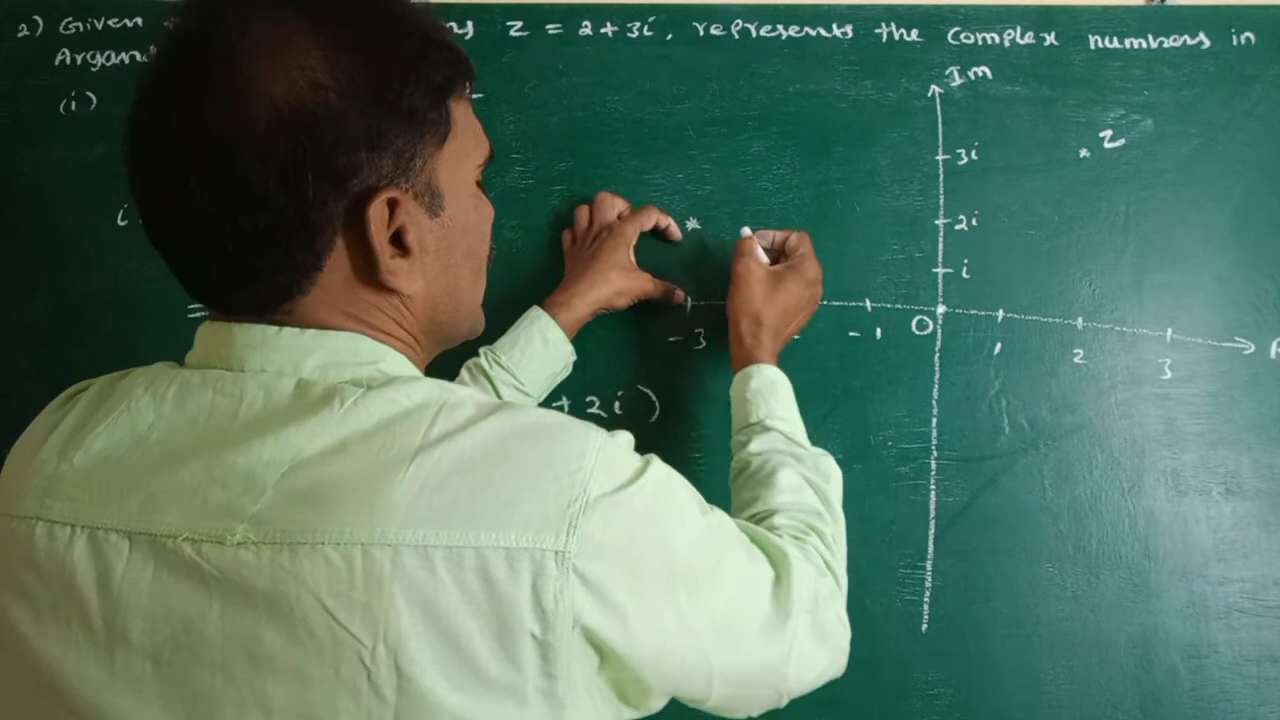 2) Given z = 2+3i, represents the complex numbers in
Argand
(i)
Im
z
3i
i
2i
i
=
-3 -1 0 1 2 3
+2i)